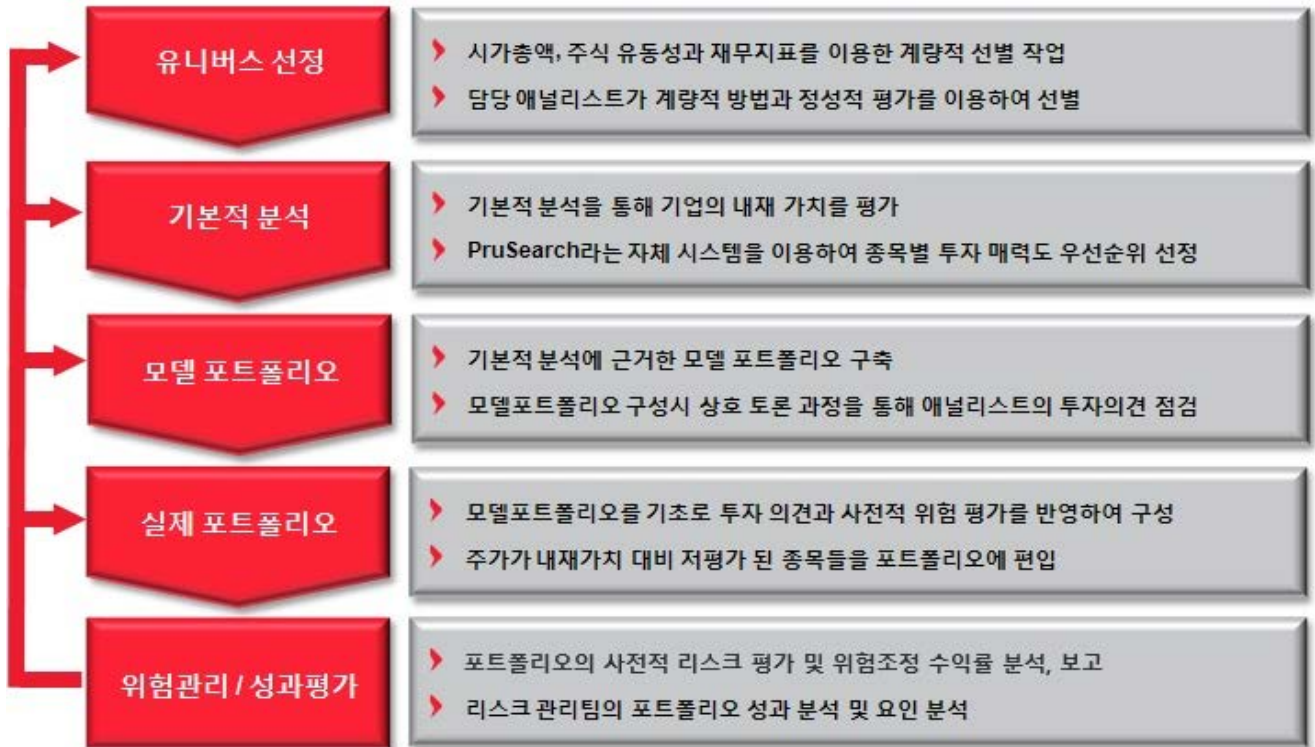 유니버스 선정
시가총액, 주식 유동성과 재무지표를 이용한 계량적 선별 작업
담당 애널리스트가 계량적 방법과 정성적 평가를 이용하여 선별
기본적 분석
기본적 분석을 통해 기업의 내재 가치를 평가
PruSearch라는 자체 시스템을 이용하여 종목별 투자 매력도 우선순위 선정
모델 포트폴리오
기본적 분석에 근거한 모델 포트폴리오 구축
모델포트폴리오 구성시 상호 토론 과정을 통해 애널리스트의 투자의견 점검
실제 포트폴리오
모델포트폴리오를 기초로 투자 의견과 사전적 위험 평가를 반영하여 구성
주가가 내재가치 대비 저평가 된 종목들을 포트폴리오에 편입
위험관리 / 성과평가
포트폴리오의 사전적 리스크 평가 및 위험조정 수익률 분석, 보고
리스크 관리팀의 포트폴리오 성과 분석 및 요인 분석